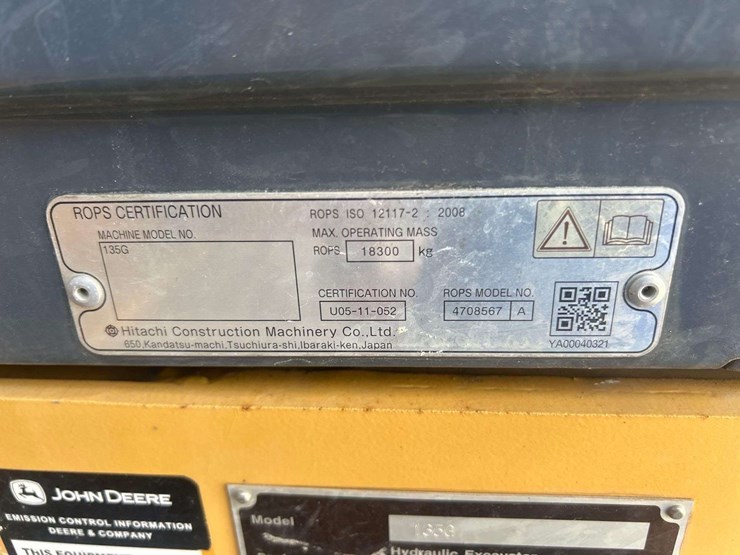 ROPS CERTIFICATION
ROPS ISO 12117-2 : 2008
MACHINE MODEL NO.
135G
MAX. OPERATING MASS
ROPS 18300 kg
CERTIFICATION NO.
U05-11-052
ROPS MODEL NO.
4708567 A
Hitachi Construction Machinery Co.,Ltd.
650,Kandatsu-machi,Tsuchiura-shi,Ibaraki-ken,Japan
YA00040321
JOHN DEERE
EMISSION CONTROL INFORMATION
DEERE & COMPANY
Model 135G
Hydraulic